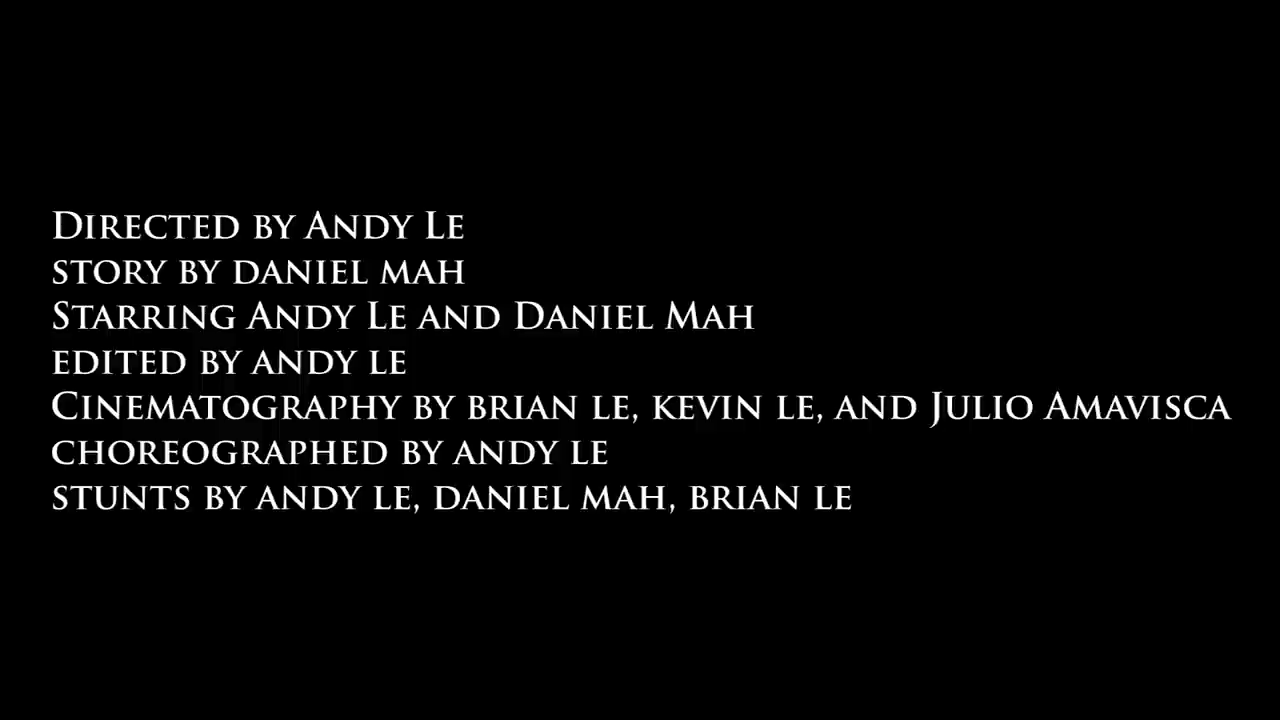 Directed by Andy Le
story by daniel mah
Starring Andy Le and Daniel Mah
edited by andy le
Cinematography by brian le, kevin le, and Julio Amavisca
choreographed by andy le
stunts by andy le, daniel mah, brian le